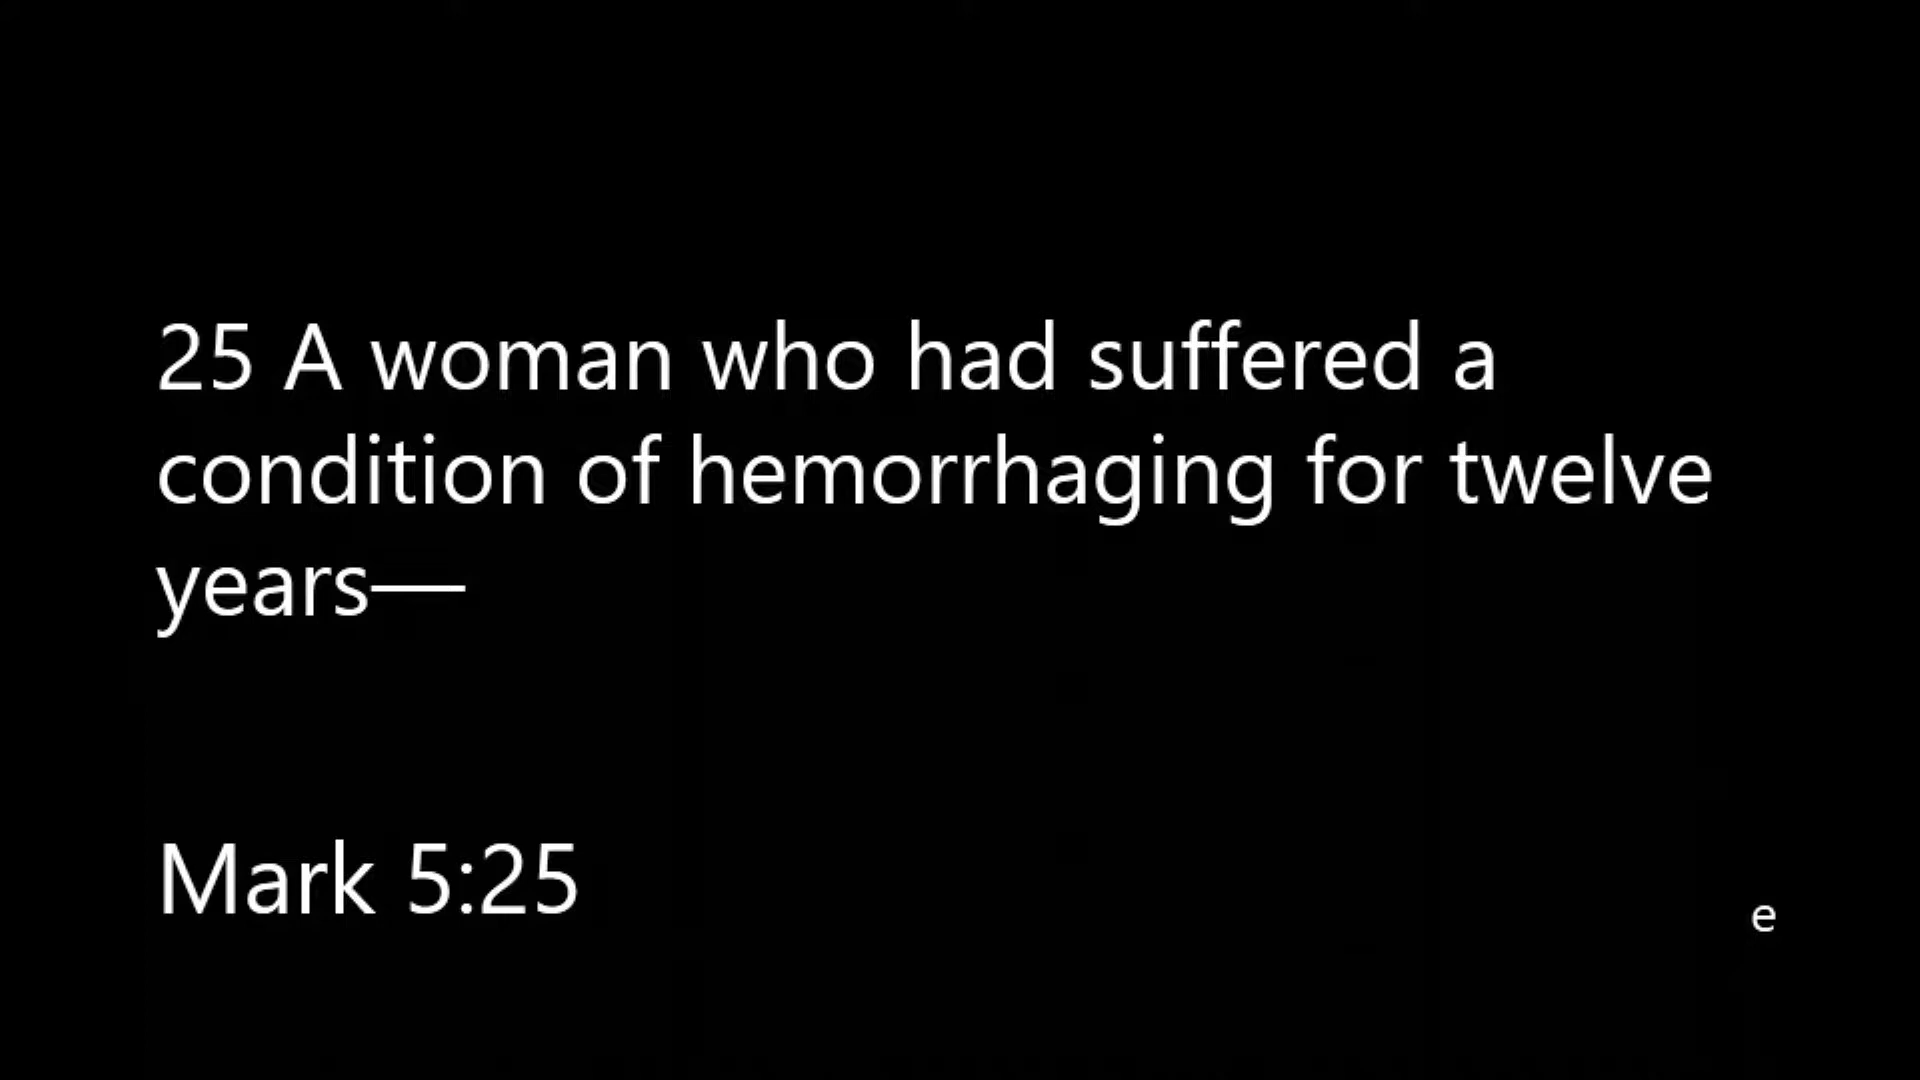 25 A woman who had suffered a
condition of hemorrhaging for twelve
years—
Mark 5:25
e